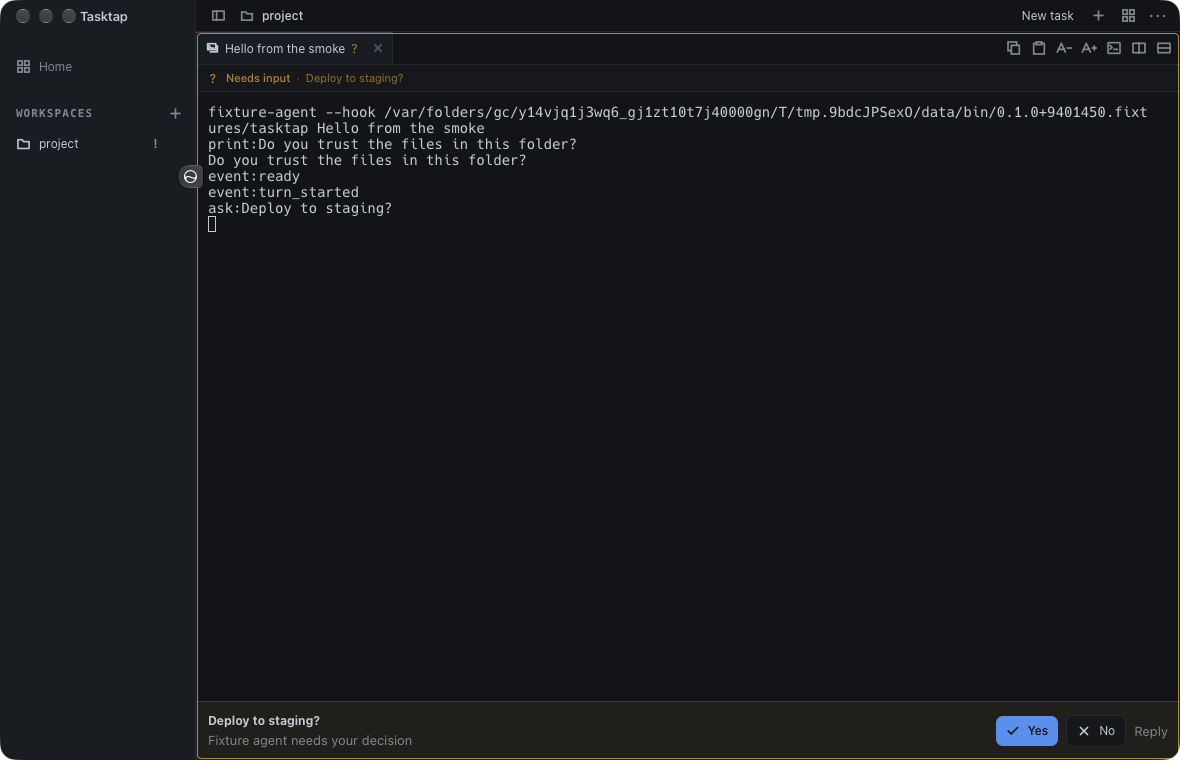 Tasktap
project
New task
Home
WORKSPACES
project !
Hello from the smoke ?
A− A+
? Needs input · Deploy to staging?
fixture-agent --hook /var/folders/gc/y14vjq1j3wq6_gj1zt10t7j40000gn/T/tmp.9bdcJPSexO/data/bin/0.1.0+9401450.fixt
ures/tasktap Hello from the smoke
print:Do you trust the files in this folder?
Do you trust the files in this folder?
event:ready
event:turn_started
ask:Deploy to staging?
Deploy to staging?
Fixture agent needs your decision
Yes
No
Reply